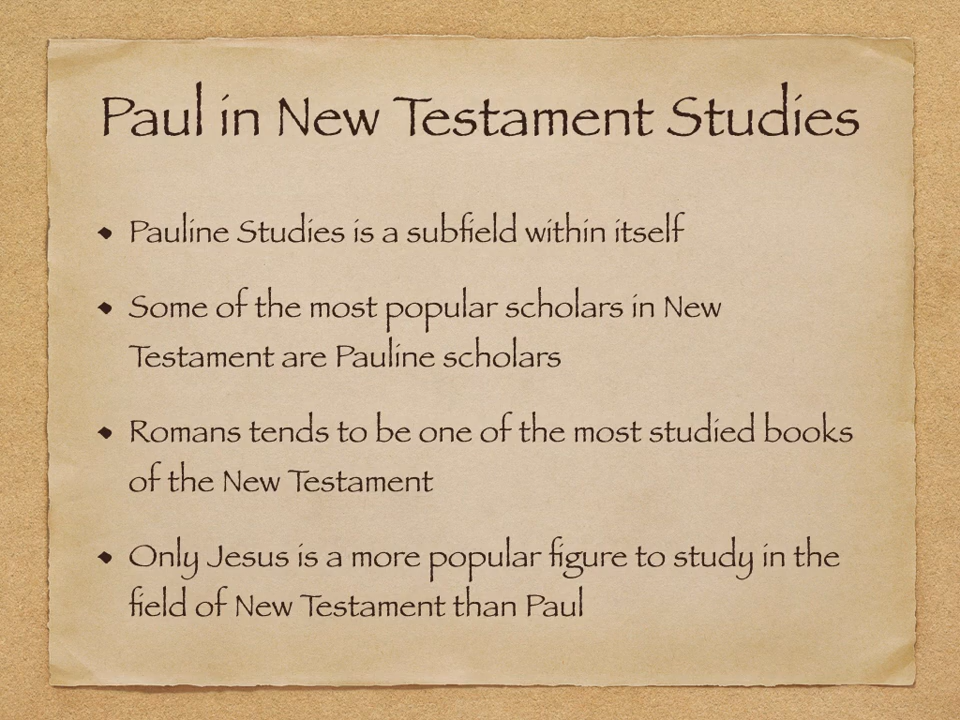 Paul in New Testament Studies
Pauline Studies is a subfield within itself
Some of the most popular scholars in New
Testament are Pauline scholars
Romans tends to be one of the most studied books
of the New Testament
Only Jesus is a more popular figure to study in the
field of New Testament than Paul